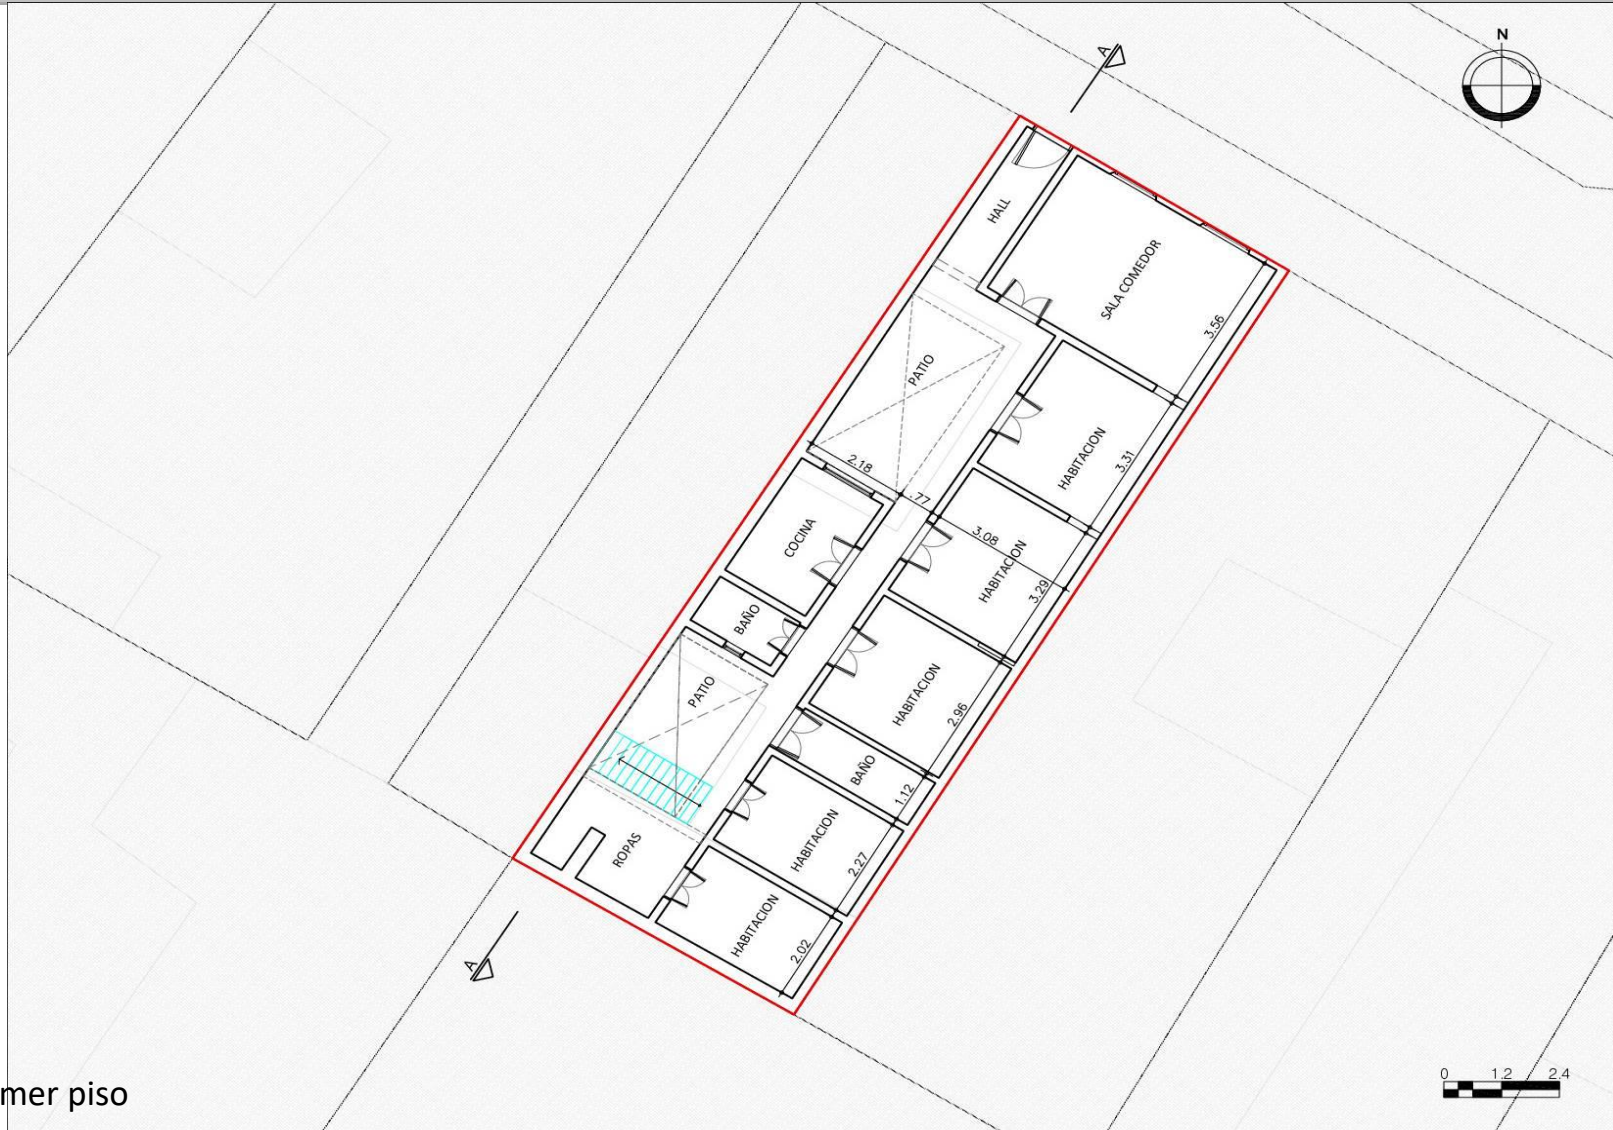 N
A
HALL
SALA COMEDOR
3.56
PATIO
HABITACION
3.31
2.18
.77
COCINA
3.08
HABITACION
3.29
BAÑO
HABITACION
2.96
PATIO
BAÑO
1.12
HABITACION
2.27
ROPAS
HABITACION
2.02
A
0 1.2 2.4
mer piso